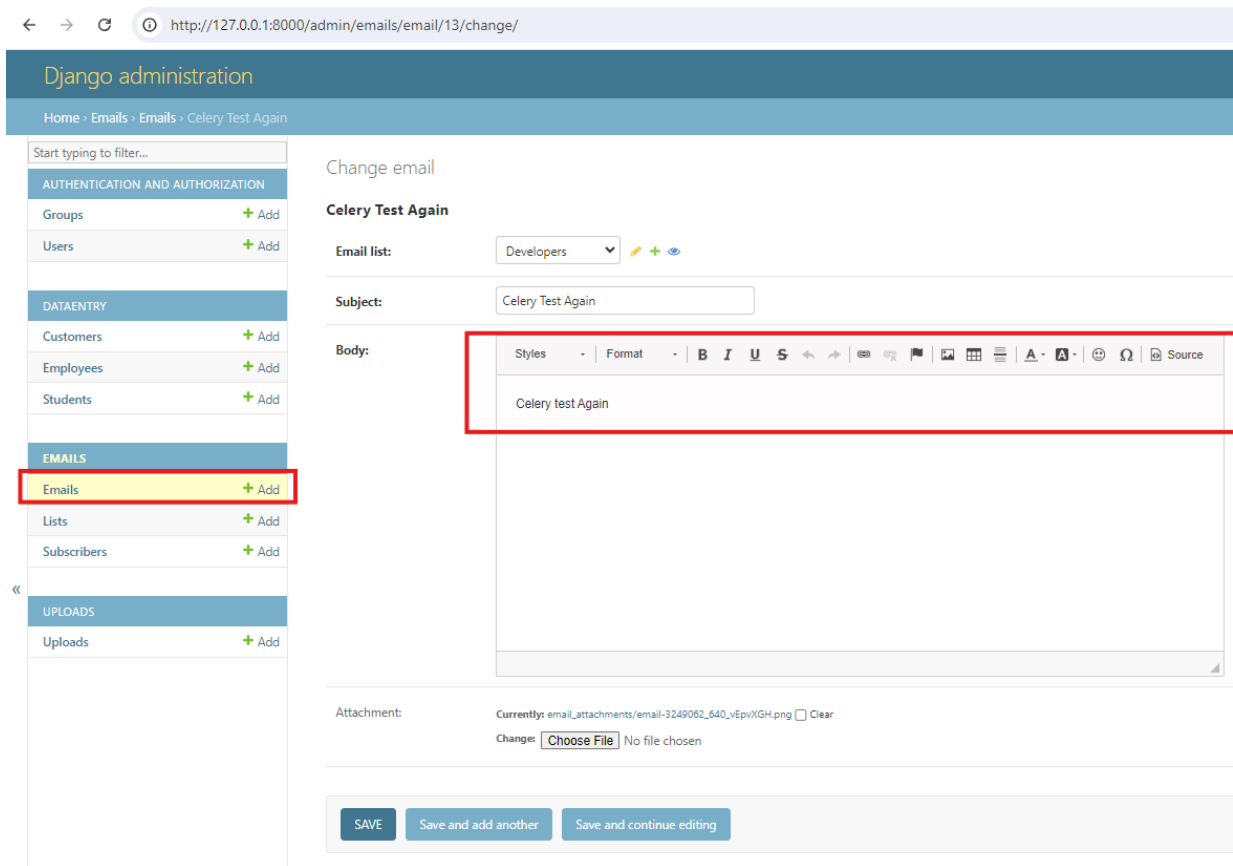 http://127.0.0.1:8000/admin/emails/email/13/change/
Django administration
Home › Emails › Emails › Celery Test Again
Start typing to filter...
AUTHENTICATION AND AUTHORIZATION
Groups + Add
Users + Add
DATAENTRY
Customers + Add
Employees + Add
Students + Add
EMAILS
Emails + Add
Lists + Add
Subscribers + Add
«
UPLOADS
Uploads + Add
Change email
Celery Test Again
Email list: Developers
Subject: Celery Test Again
Body:
Styles Format B I U S A A Ω Source
Celery test Again
Attachment: Currently: email_attachments/email-3249062_640_vEpvXGH.png Clear
Change: Choose File No file chosen
SAVE Save and add another Save and continue editing